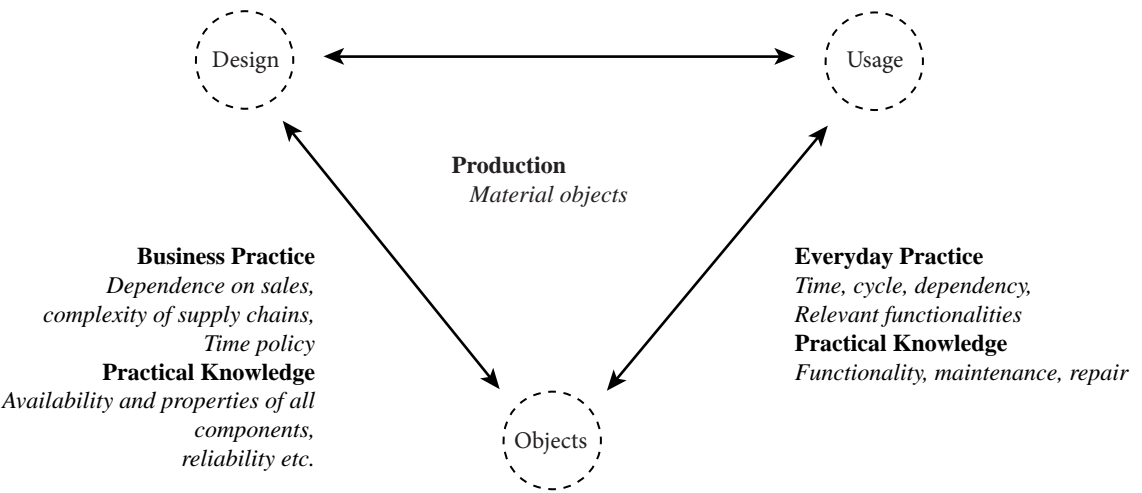 Design
Usage
Production
Material objects
Business Practice
Dependence on sales,
complexity of supply chains,
Time policy
Practical Knowledge
Availability and properties of all
components,
reliability etc.
Everyday Practice
Time, cycle, dependency,
Relevant functionalities
Practical Knowledge
Functionality, maintenance, repair
Objects